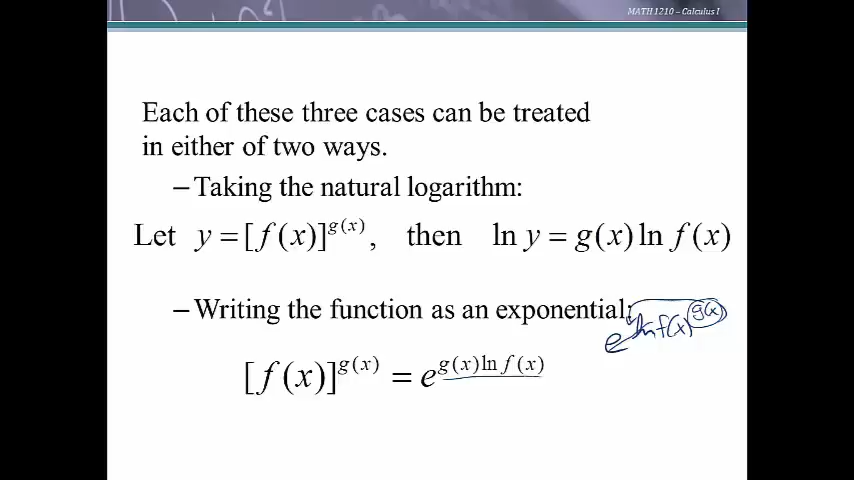 MATH 1210 – Calculus I
Each of these three cases can be treated
in either of two ways.
– Taking the natural logarithm:
Let y = [f(x)]^{g(x)}, then ln y = g(x) ln f(x)
– Writing the function as an exponential:
e^{ln f(x)^{g(x)}}
[f(x)]^{g(x)} = e^{g(x) ln f(x)}